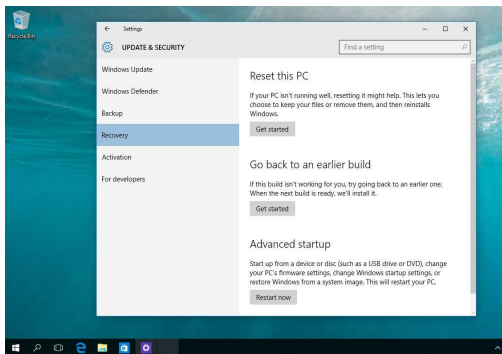 Recycle Bin
Settings
UPDATE & SECURITY
Find a setting
Windows Update
Windows Defender
Backup
Recovery
Activation
For developers
Reset this PC
If your PC isn't running well, resetting it might help. This lets you
choose to keep your files or remove them, and then reinstalls
Windows.
Get started
Go back to an earlier build
If this build isn't working for you, try going back to an earlier one.
When the next build is ready, we'll install it.
Get started
Advanced startup
Start up from a device or disc (such as a USB drive or DVD), change
your PC's firmware settings, change Windows startup settings, or
restore Windows from a system image. This will restart your PC.
Restart now